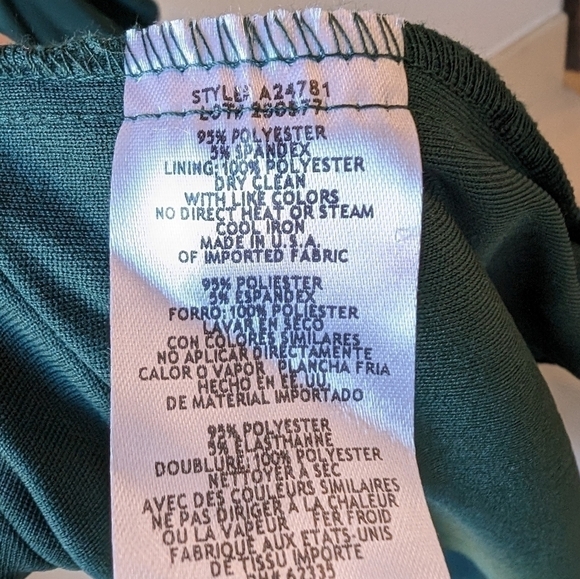 STYLE# A24781
LOT# 230877
95% POLYESTER
5% SPANDEX
LINING: 100% POLYESTER
DRY CLEAN
WITH LIKE COLORS
NO DIRECT HEAT OR STEAM
COOL IRON
MADE IN U.S.A.
OF IMPORTED FABRIC
95% POLIESTER
5% ESPANDEX
FORRO: 100% POLIESTER
LAVAR EN SECO
CON COLORES SIMILARES
NO APLICAR DIRECTAMENTE
CALOR O VAPOR PLANCHA FRIA
HECHO EN EE.UU.
DE MATERIAL IMPORTADO
95% POLYESTER
5% ELASTHANNE
DOUBLURE: 100% POLYESTER
NETTOYER A SEC
AVEC DES COULEURS SIMILAIRES
NE PAS DIRIGER A LA CHALEUR
OU LA VAPEUR FER FROID
FABRIQUE AUX ETATS-UNIS
DE TISSU IMPORTE
RN# 62335